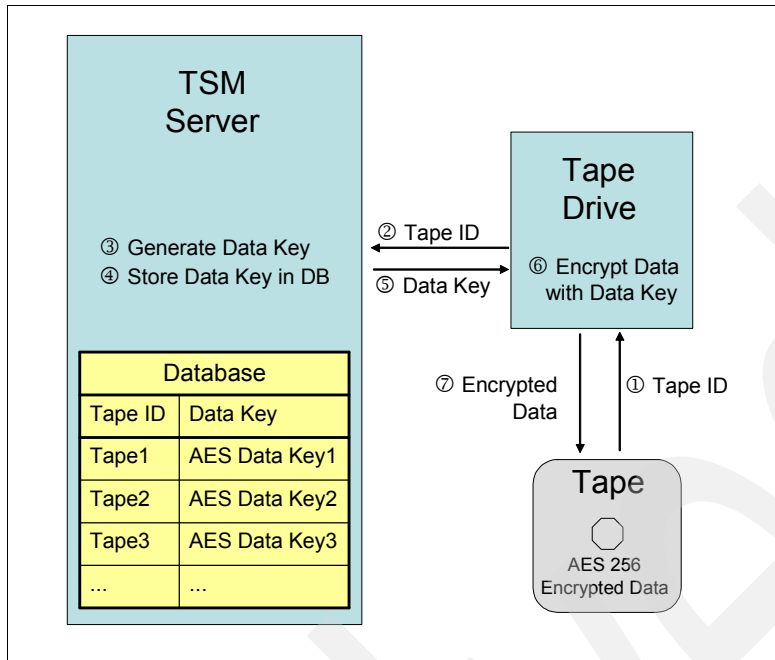 TSM
Server
③ Generate Data Key
④ Store Data Key in DB
② Tape ID
⑤ Data Key
Tape
Drive
⑥ Encrypt Data
with Data Key
⑦ Encrypted
Data
① Tape ID
Database
Tape ID Data Key
Tape1 AES Data Key1
Tape2 AES Data Key2
Tape3 AES Data Key3
... ...
Tape
AES 256
Encrypted Data